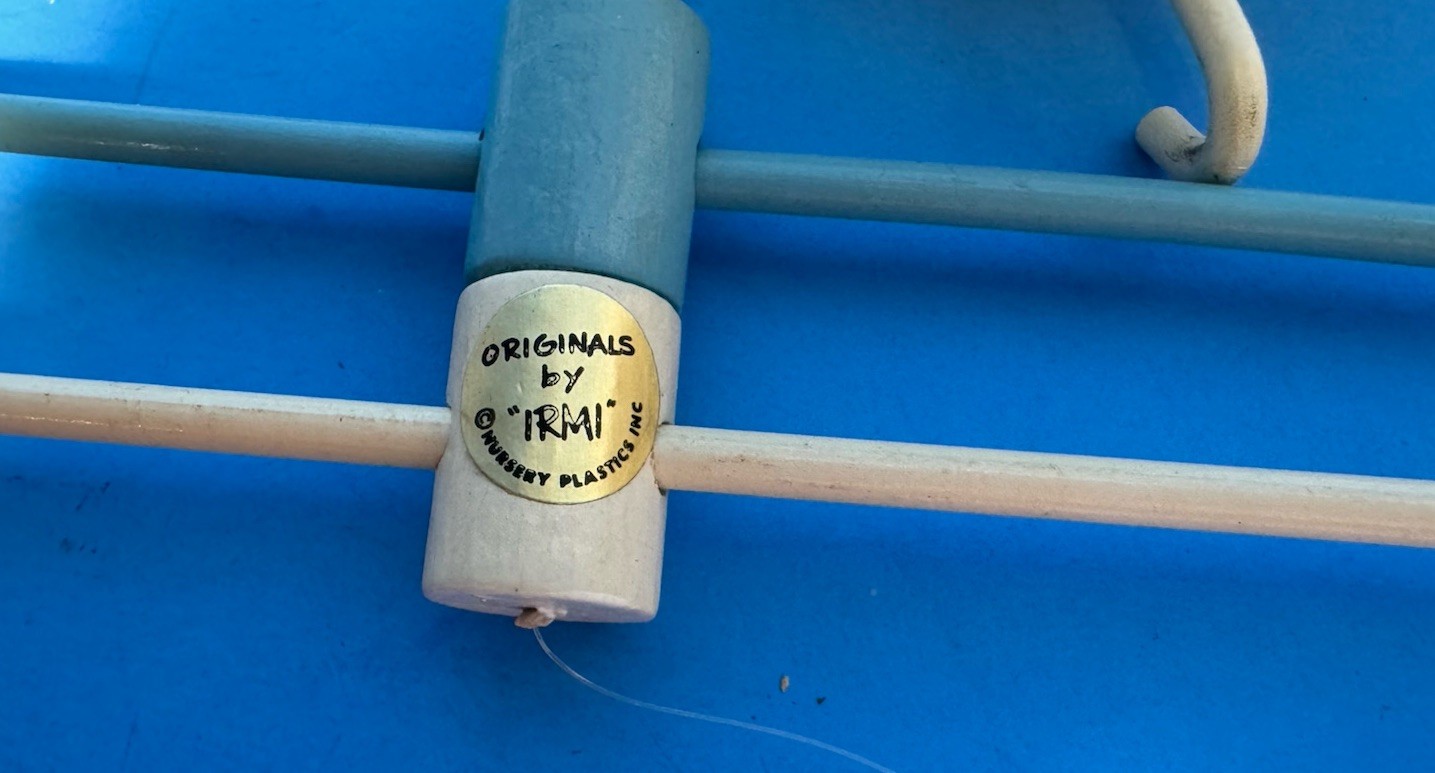 ORIGINALS
by
"IRMI"
© NURSERY PLASTICS INC